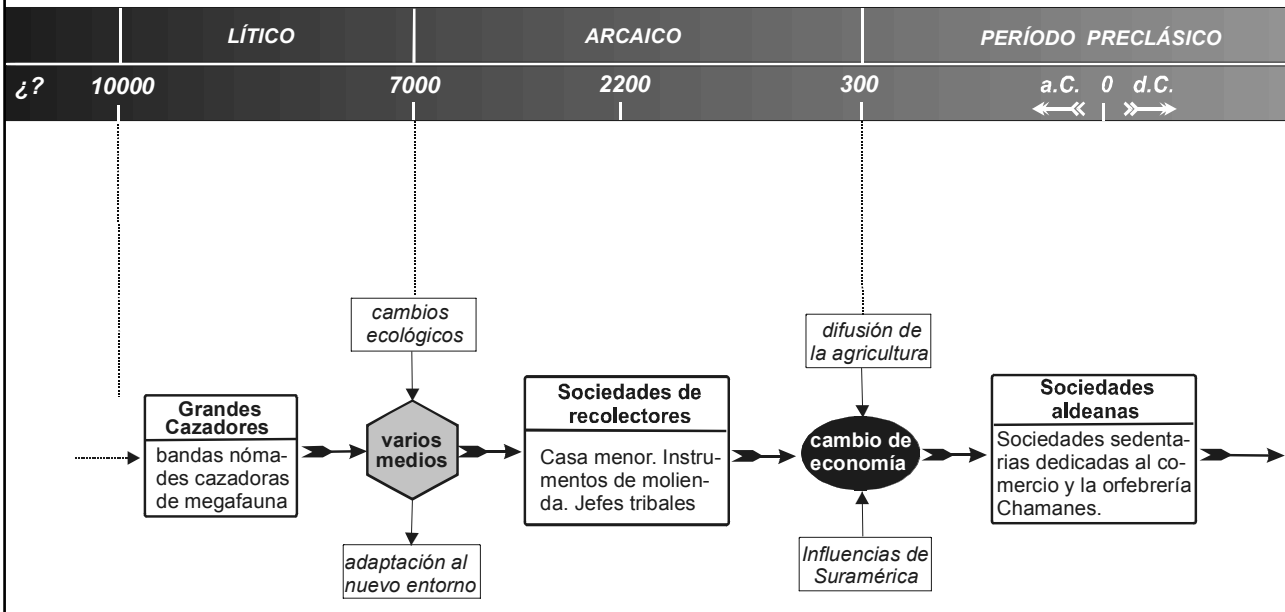 LÍTICO
ARCAICO
PERÍODO PRECLÁSICO
¿?
10000
7000
2200
300
a.C. 0 d.C.
cambios
ecológicos
difusión de
la agricultura
Grandes
Cazadores
bandas nóma-
des cazadoras
de megafauna
varios
medios
Sociedades de
recolectores
Casa menor. Instru-
mentos de molien-
da. Jefes tribales
cambio de
economía
Sociedades
aldeanas
Sociedades sedenta-
rias dedicadas al co-
mercio y la orfebrería
Chamanes.
adaptación al
nuevo entorno
Influencias de
Suramérica